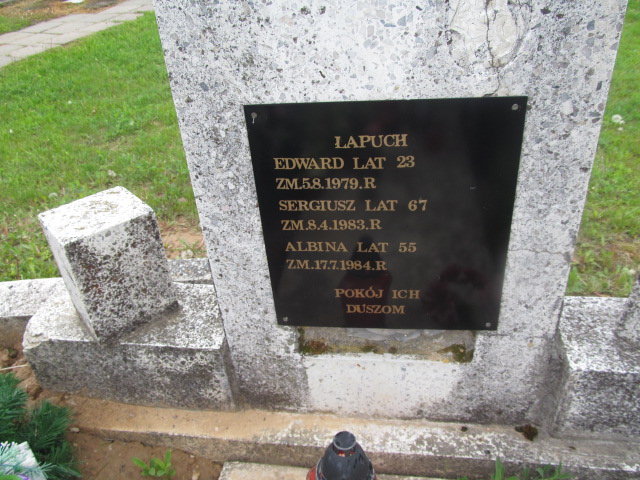 ŁAPUCH
EDWARD LAT 23
ZM.5.8.1979.R
SERGIUSZ LAT 67
ZM.8.4.1983.R
ALBINA LAT 55
ZM.17.7.1984.R
POKÓJ ICH
DUSZOM